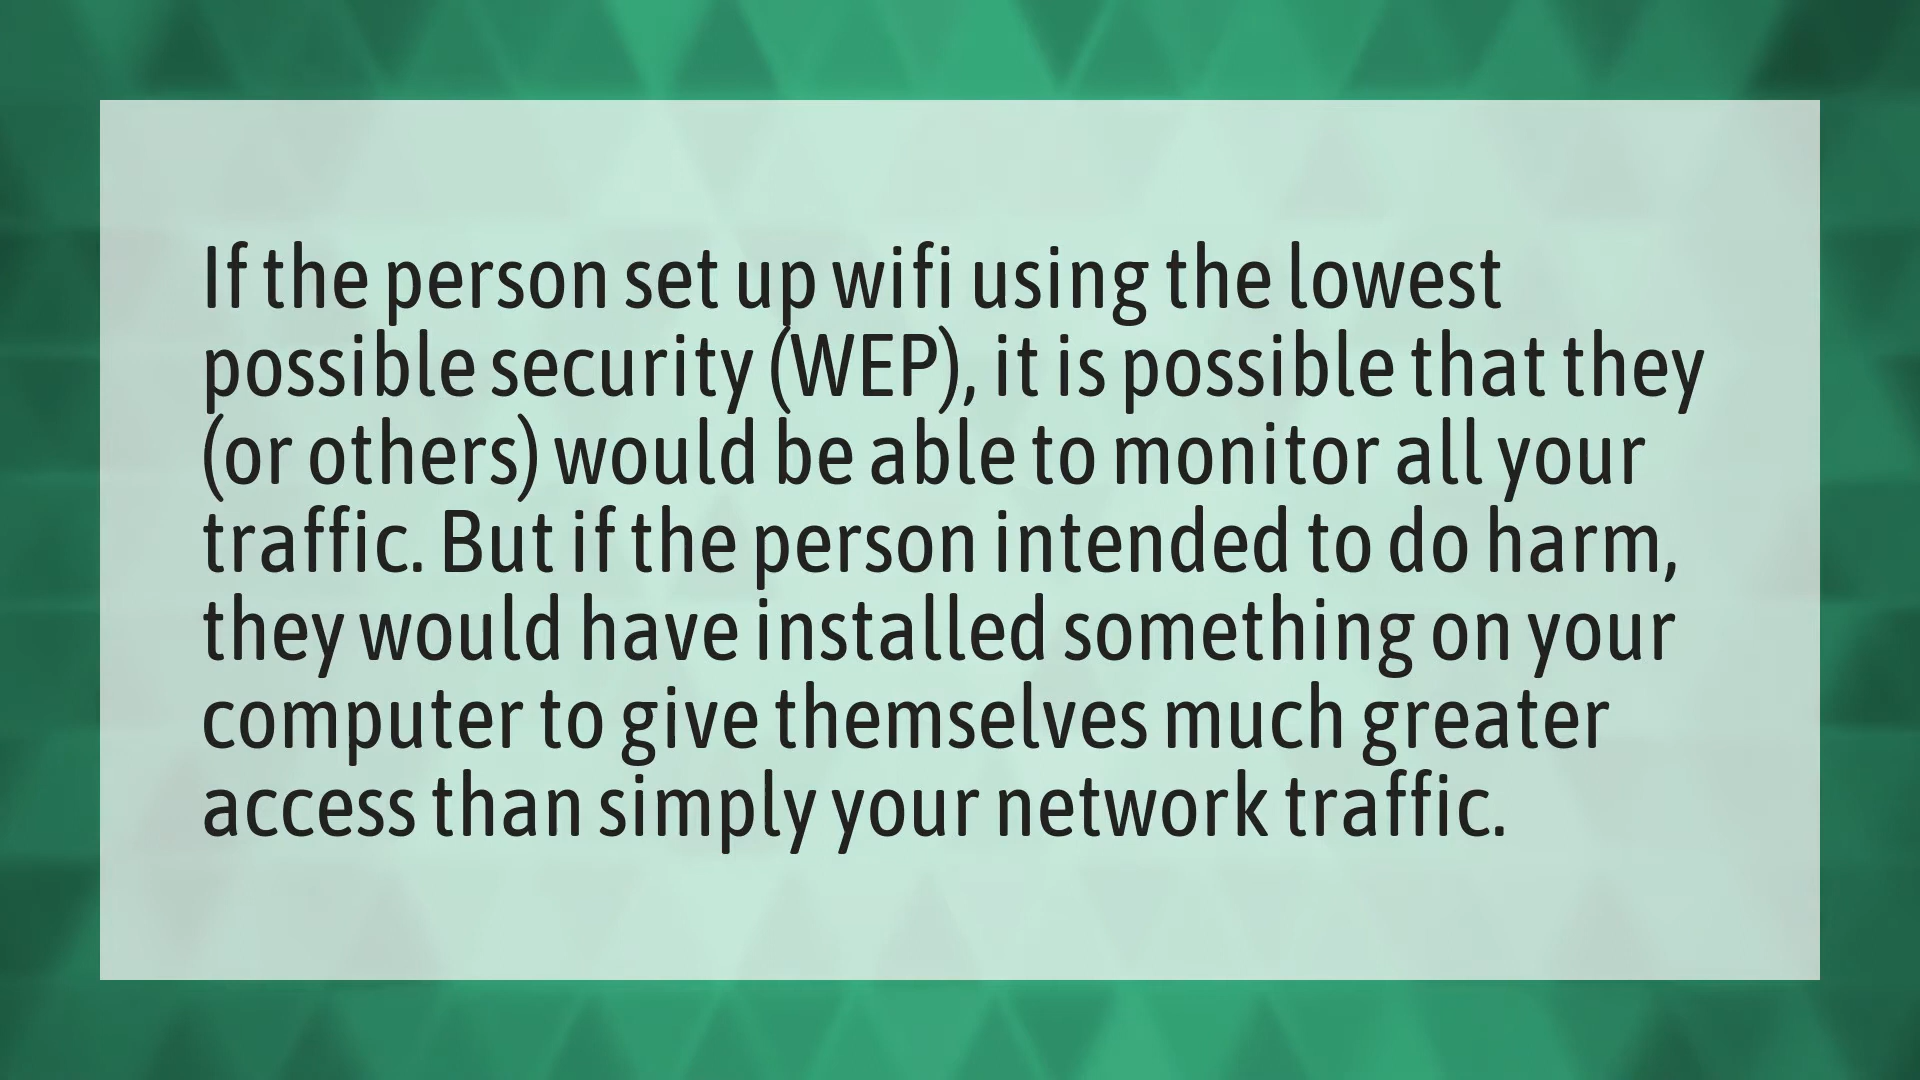 If the person set up wifi using the lowest
possible security (WEP), it is possible that they
(or others) would be able to monitor all your
traffic. But if the person intended to do harm,
they would have installed something on your
computer to give themselves much greater
access than simply your network traffic.